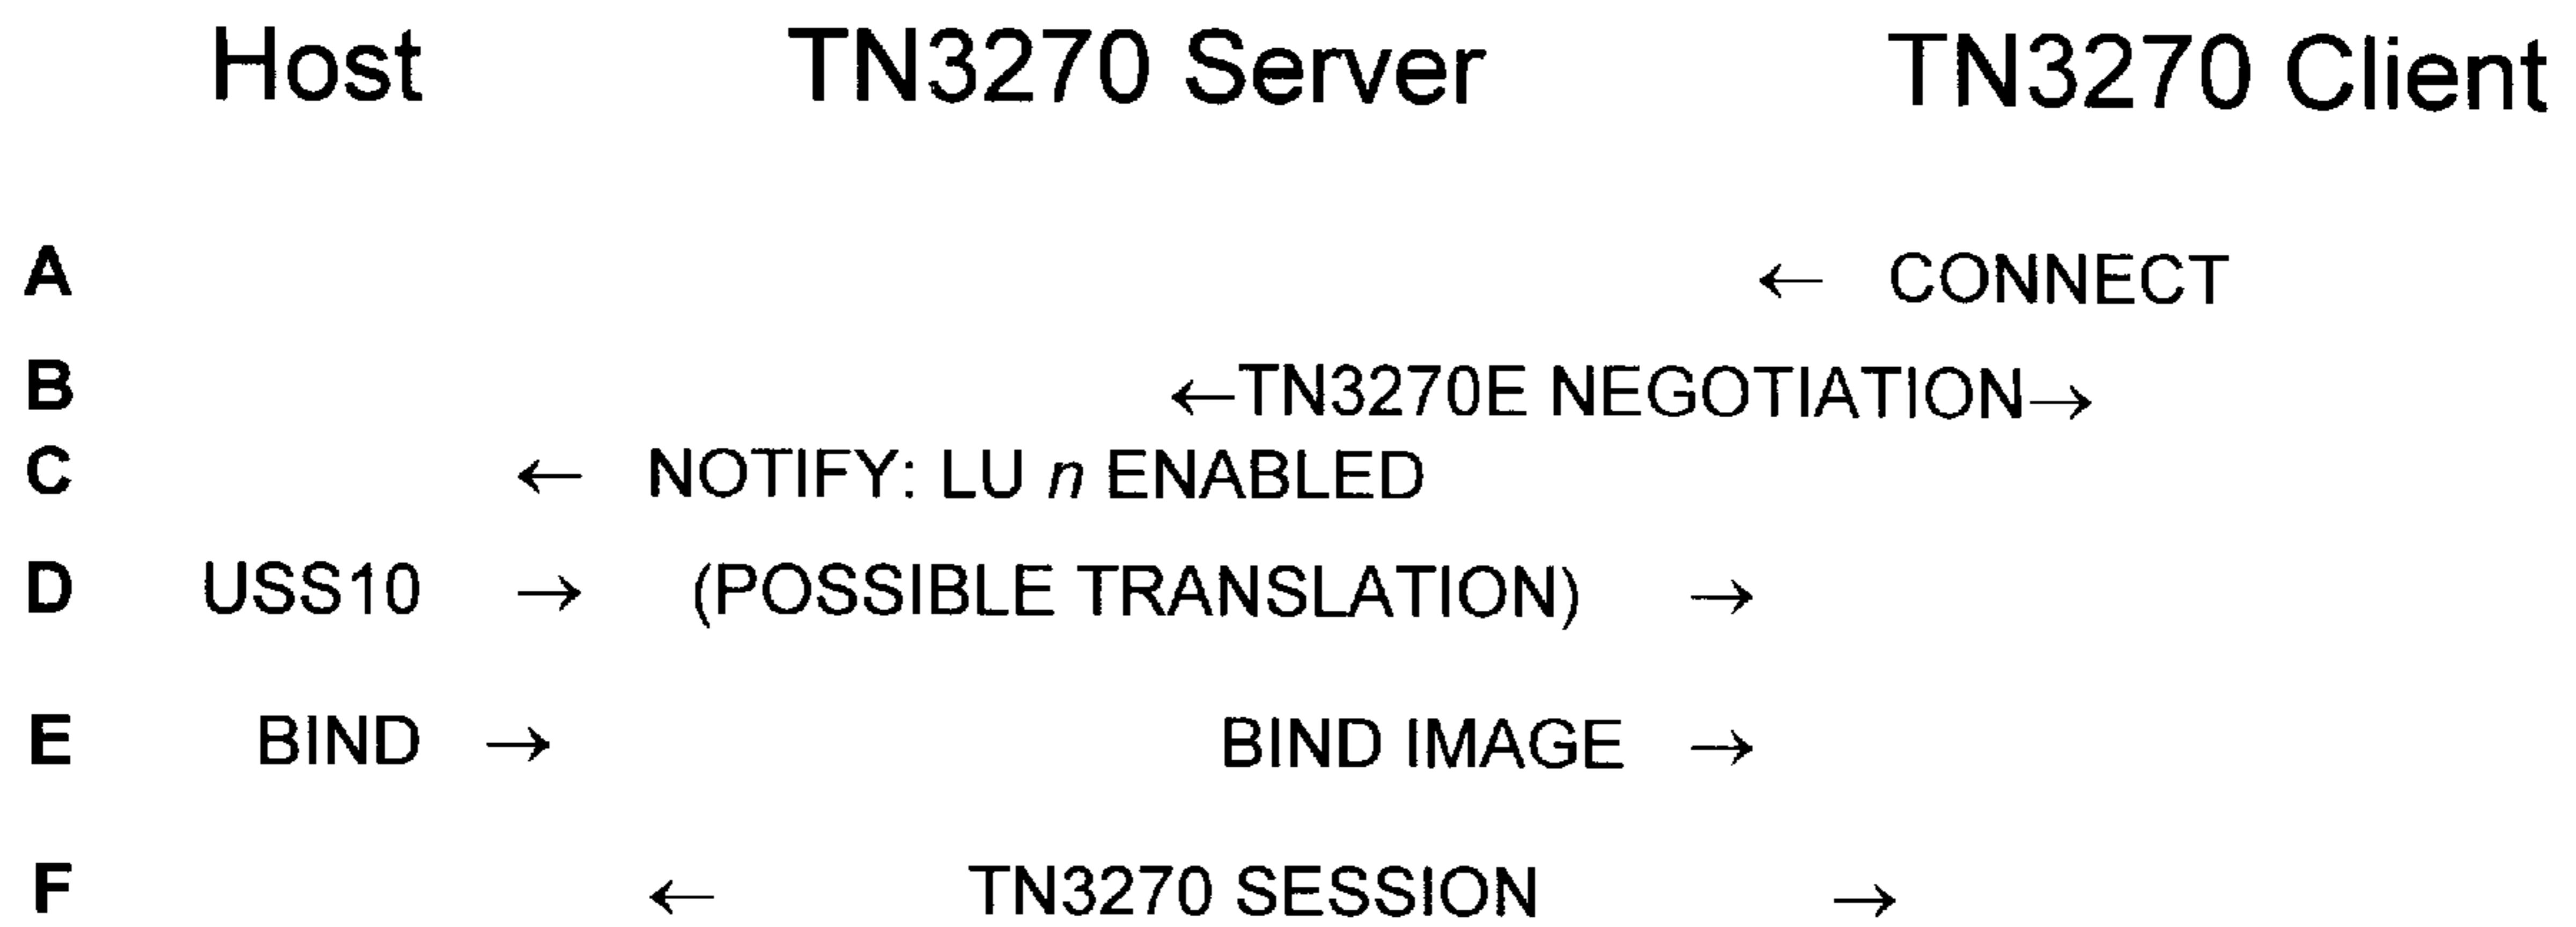 Host TN3270 Server TN3270 Client
A ← CONNECT
B ←TN3270E NEGOTIATION→
C ← NOTIFY: LU n ENABLED
D USS10 → (POSSIBLE TRANSLATION) →
E BIND → BIND IMAGE →
F ← TN3270 SESSION →